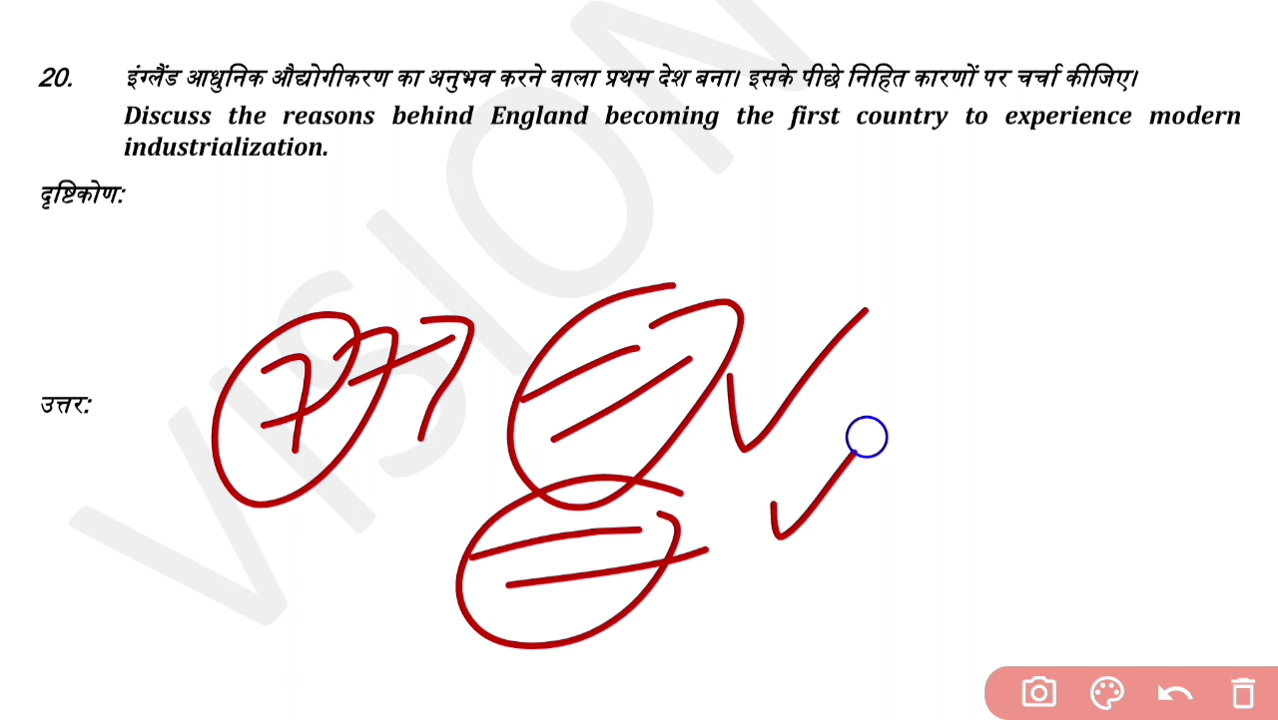 20. इंग्लैंड आधुनिक औद्योगीकरण का अनुभव करने वाला प्रथम देश बना। इसके पीछे निहित कारणों पर चर्चा कीजिए।
Discuss the reasons behind England becoming the first country to experience modern
industrialization.
दृष्टिकोण:
उत्तर:
VISION